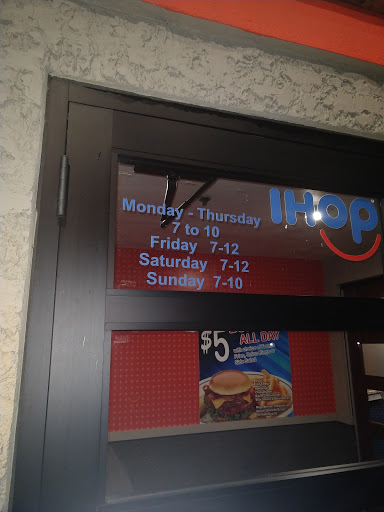 IHOP
Monday - Thursday
7 to 10
Friday 7-12
Saturday 7-12
Sunday 7-10
$5
ALL DAY